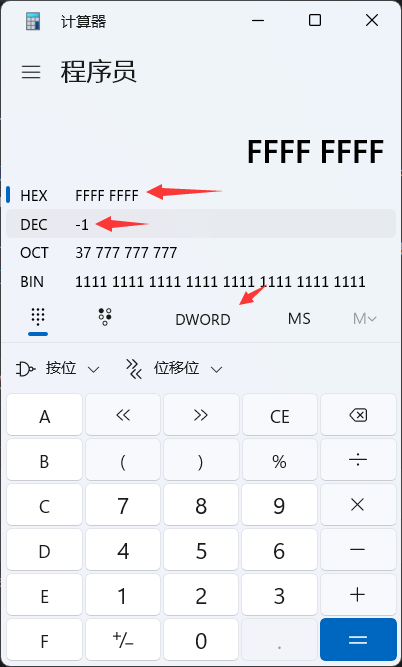 计算器
程序员
FFFF FFFF
HEX FFFF FFFF
DEC -1
OCT 37 777 777 777
BIN 1111 1111 1111 1111 1111 1111 1111 1111
DWORD MS M
按位 位移位
A << >> CE
B ( ) % ÷
C 7 8 9 ×
D 4 5 6 −
E 1 2 3 +
F +/− 0 . =